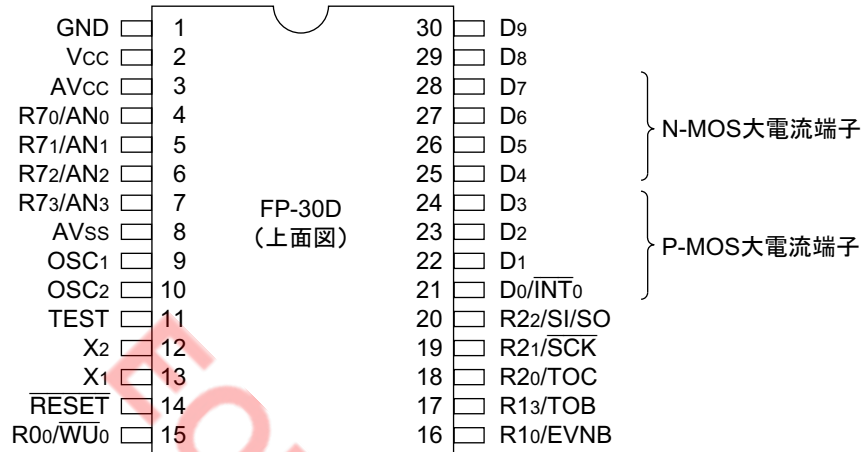 GND 1 30 D9
VCC 2 29 D8
AVCC 3 28 D7
R70/AN0 4 27 D6
R71/AN1 5 26 D5
R72/AN2 6 25 D4
R73/AN3 7 24 D3
AVSS 8 23 D2
OSC1 9 22 D1
OSC2 10 21 D0/INT0
TEST 11 20 R22/SI/SO
X2 12 19 R21/SCK
X1 13 18 R20/TOC
RESET 14 17 R13/TOB
R00/WU0 15 16 R10/EVNB
FP-30D
(上面図)
N-MOS大電流端子
P-MOS大電流端子